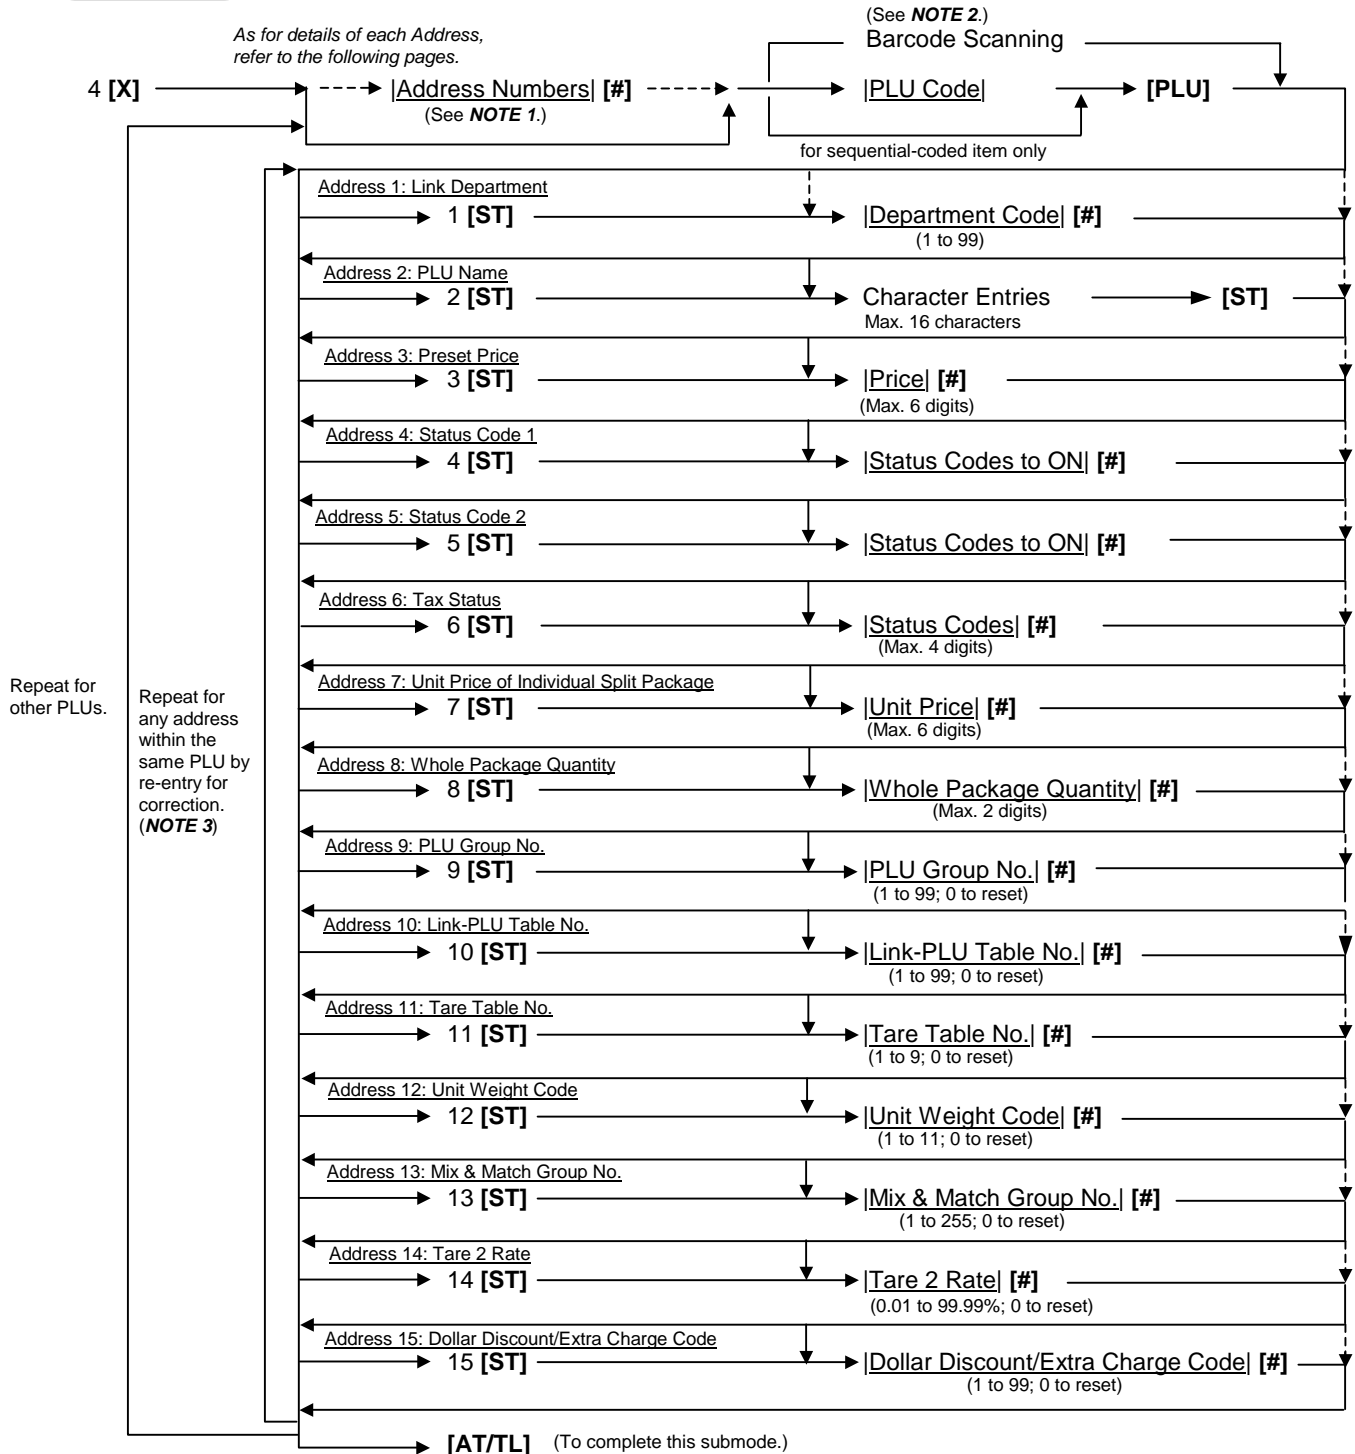 (See NOTE 2.)
As for details of each Address,
refer to the following pages.
Barcode Scanning
4 [X]
|Address Numbers| [#]
(See NOTE 1.)
|PLU Code|
[PLU]
for sequential-coded item only
Address 1: Link Department
1 [ST]
|Department Code| [#]
(1 to 99)
Address 2: PLU Name
2 [ST]
Character Entries
[ST]
Max. 16 characters
Address 3: Preset Price
3 [ST]
|Price| [#]
(Max. 6 digits)
Address 4: Status Code 1
4 [ST]
|Status Codes to ON| [#]
Address 5: Status Code 2
5 [ST]
|Status Codes to ON| [#]
Address 6: Tax Status
6 [ST]
|Status Codes| [#]
(Max. 4 digits)
Repeat for
other PLUs.
Repeat for
any address
within the
same PLU by
re-entry for
correction.
(NOTE 3)
Address 7: Unit Price of Individual Split Package
7 [ST]
|Unit Price| [#]
(Max. 6 digits)
Address 8: Whole Package Quantity
8 [ST]
|Whole Package Quantity| [#]
(Max. 2 digits)
Address 9: PLU Group No.
9 [ST]
|PLU Group No.| [#]
(1 to 99; 0 to reset)
Address 10: Link-PLU Table No.
10 [ST]
|Link-PLU Table No.| [#]
(1 to 99; 0 to reset)
Address 11: Tare Table No.
11 [ST]
|Tare Table No.| [#]
(1 to 9; 0 to reset)
Address 12: Unit Weight Code
12 [ST]
|Unit Weight Code| [#]
(1 to 11; 0 to reset)
Address 13: Mix & Match Group No.
13 [ST]
|Mix & Match Group No.| [#]
(1 to 255; 0 to reset)
Address 14: Tare 2 Rate
14 [ST]
|Tare 2 Rate| [#]
(0.01 to 99.99%; 0 to reset)
Address 15: Dollar Discount/Extra Charge Code
15 [ST]
|Dollar Discount/Extra Charge Code| [#]
(1 to 99; 0 to reset)
[AT/TL] (To complete this submode.)